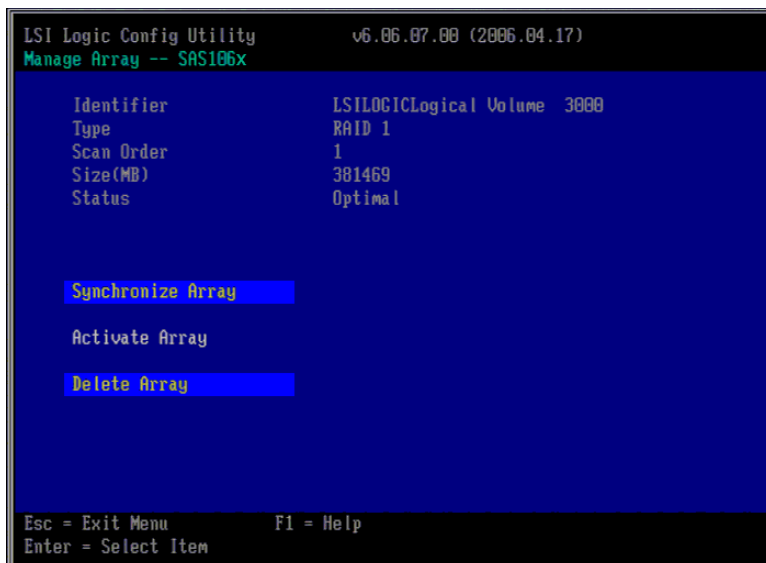 LSI Logic Config Utility v6.06.07.00 (2006.04.17)
Manage Array -- SAS106x
Identifier LSILOGICLogical Volume 3000
Type RAID 1
Scan Order 1
Size(MB) 381469
Status Optimal
Synchronize Array
Activate Array
Delete Array
Esc = Exit Menu F1 = Help
Enter = Select Item